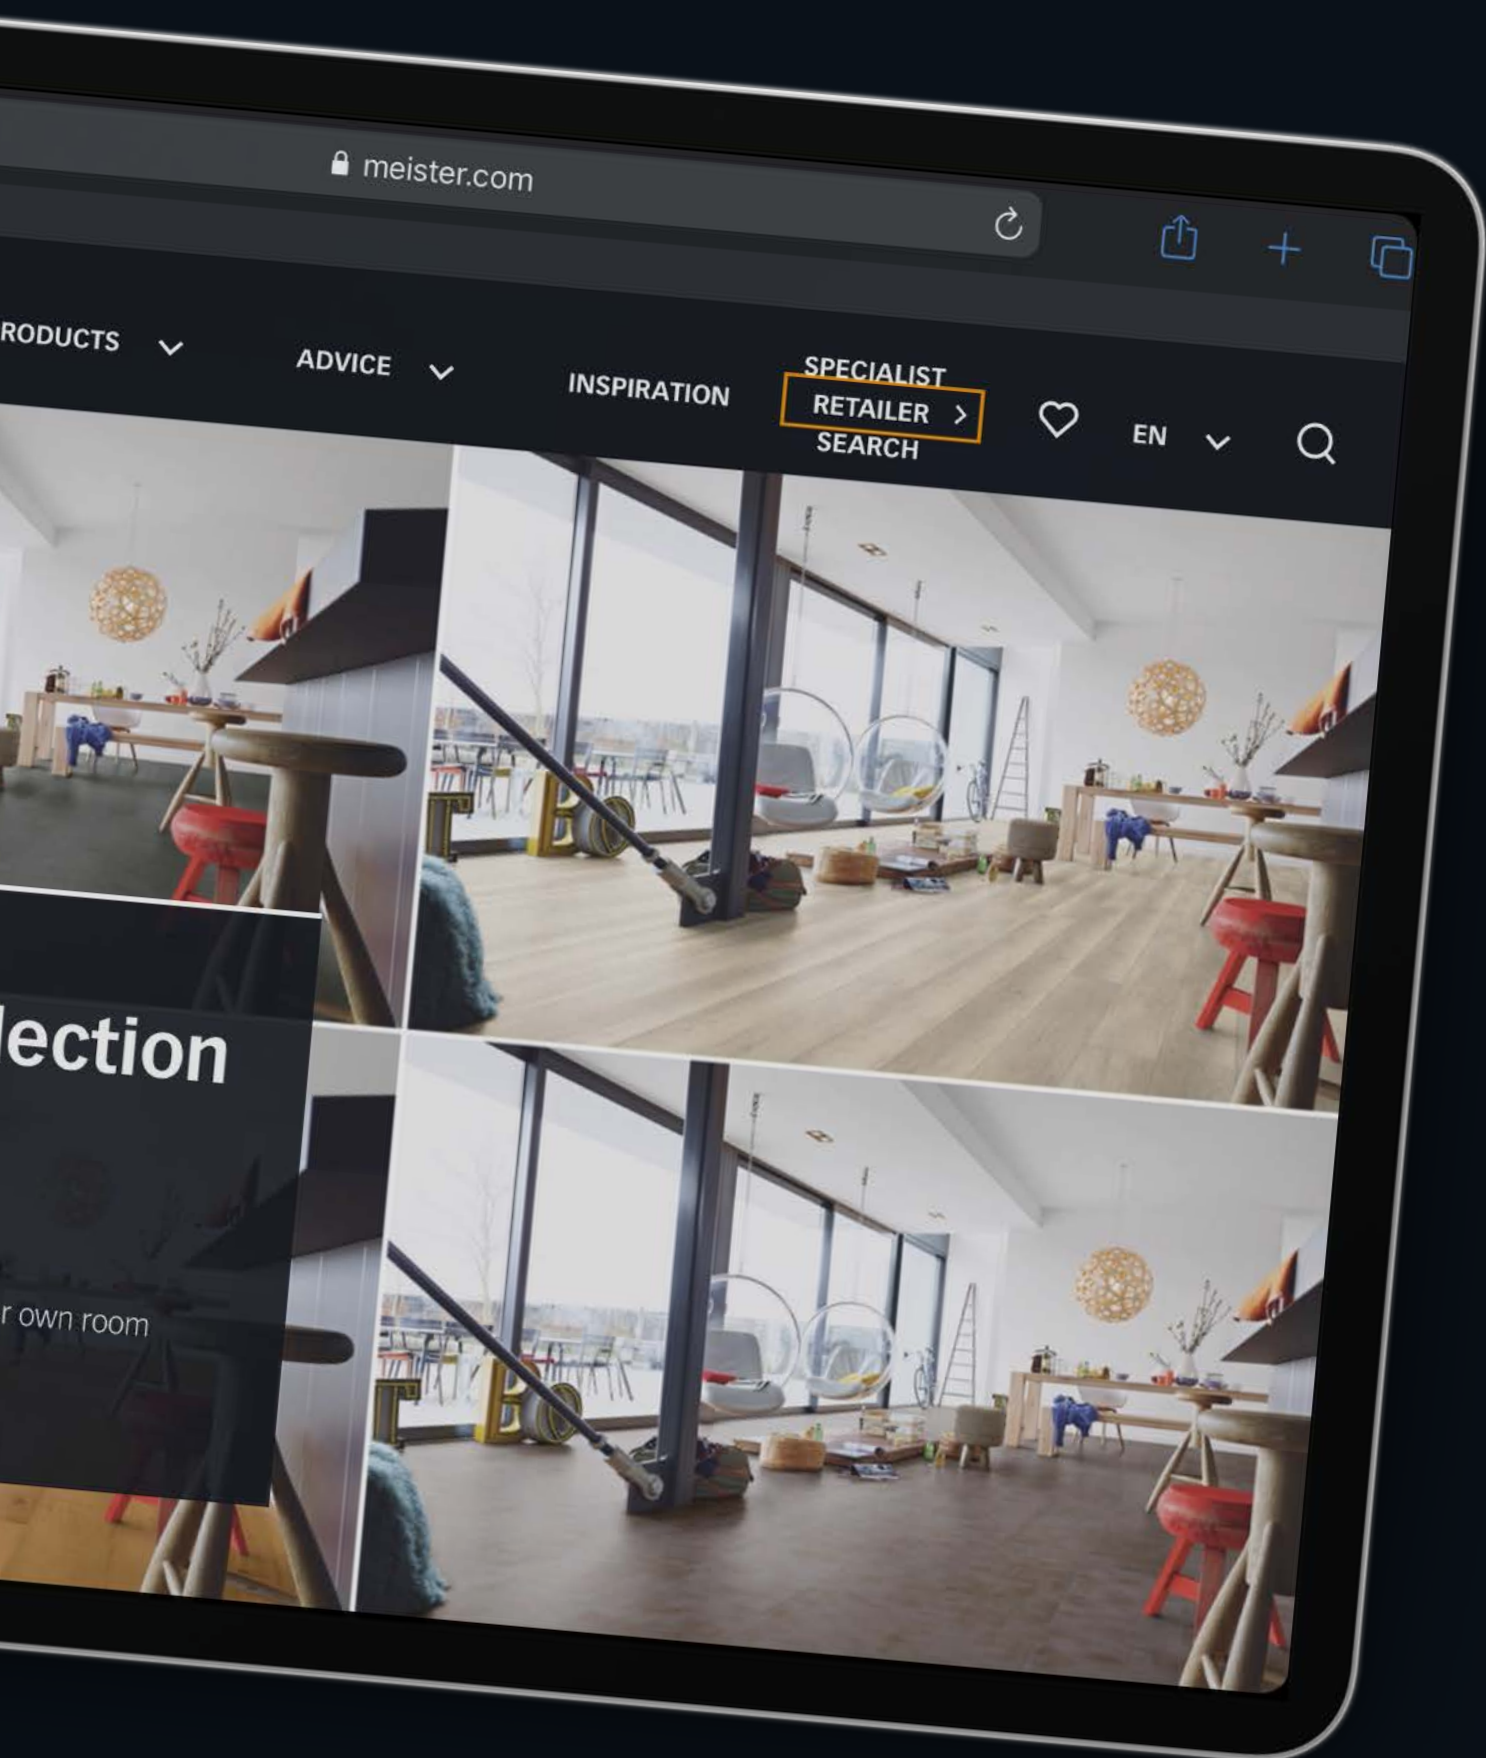 meister.com
RODUCTS
ADVICE
INSPIRATION
SPECIALIST
RETAILER
SEARCH
EN
lection
r own room